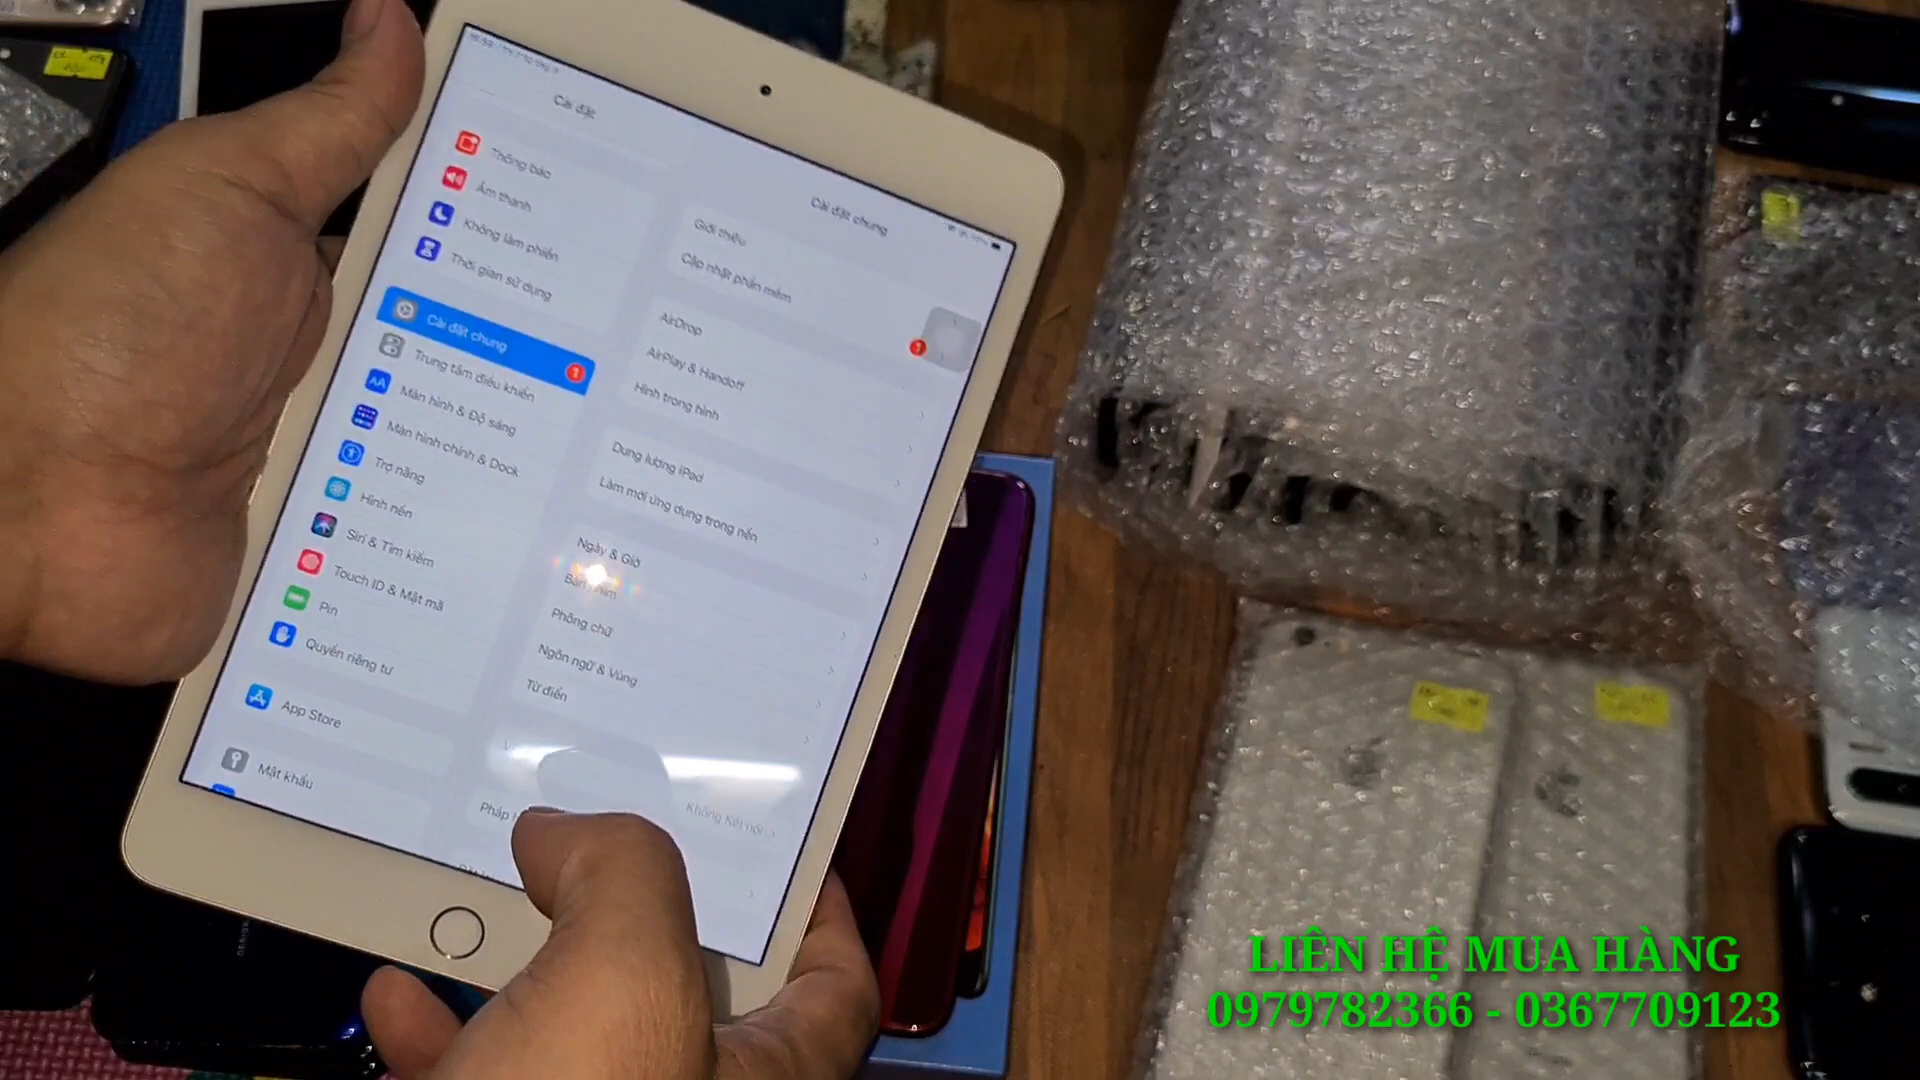 Cài đặt
Thông báo
Âm thanh
Không làm phiền
Thời gian sử dụng
Cài đặt chung
1
Trung tâm điều khiển
AA
Màn hình & Độ sáng
Màn hình chính & Dock
Trợ năng
Hình nền
Siri & Tìm kiếm
Touch ID & Mật mã
Pin
Quyền riêng tư
App Store
Mật khẩu
Cài đặt chung
Giới thiệu
Cập nhật phần mềm
1
AirDrop
AirPlay & Handoff
Hình trong hình
Dung lượng iPad
Làm mới ứng dụng trong nền
Ngày & Giờ
Phông chữ
Ngôn ngữ & Vùng
Từ điển
Không Kết nối
Pháp
LIÊN HỆ MUA HÀNG
0979782366 - 0367709123